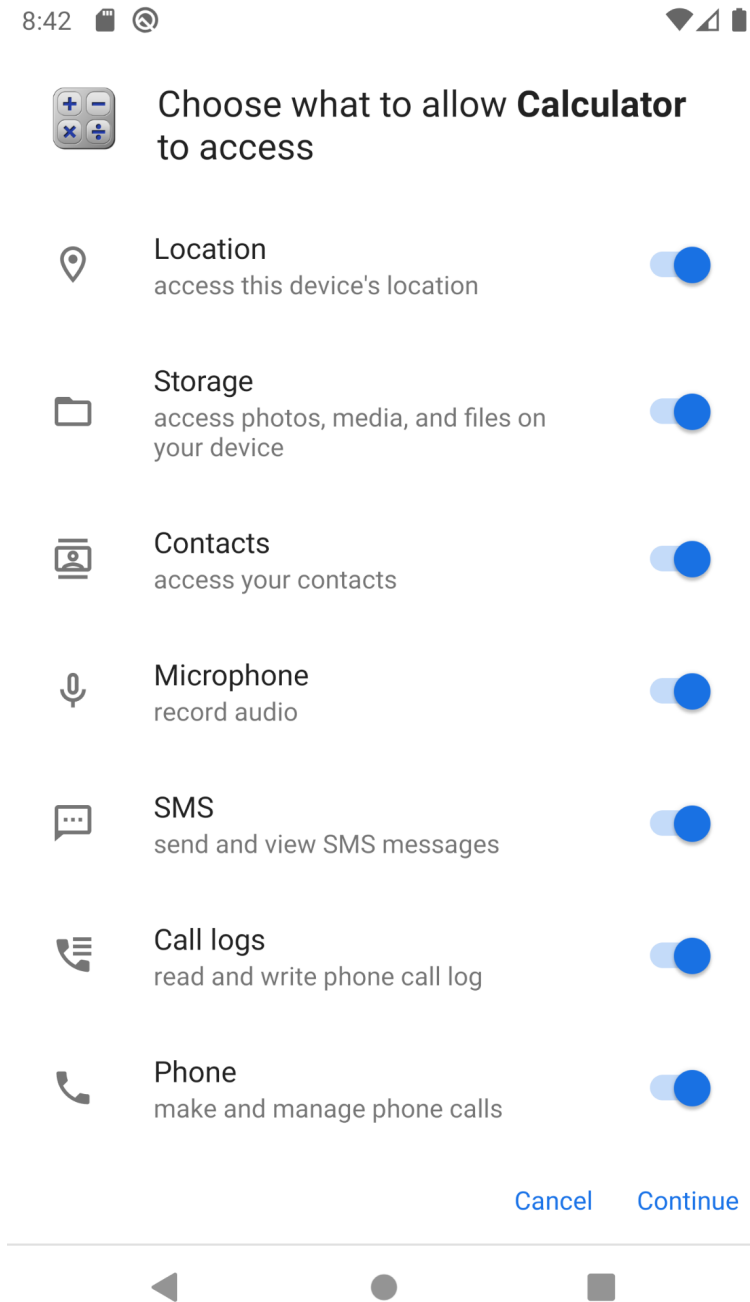 8:42
Choose what to allow Calculator
to access
Location
access this device's location
Storage
access photos, media, and files on
your device
Contacts
access your contacts
Microphone
record audio
SMS
send and view SMS messages
Call logs
read and write phone call log
Phone
make and manage phone calls
Cancel Continue